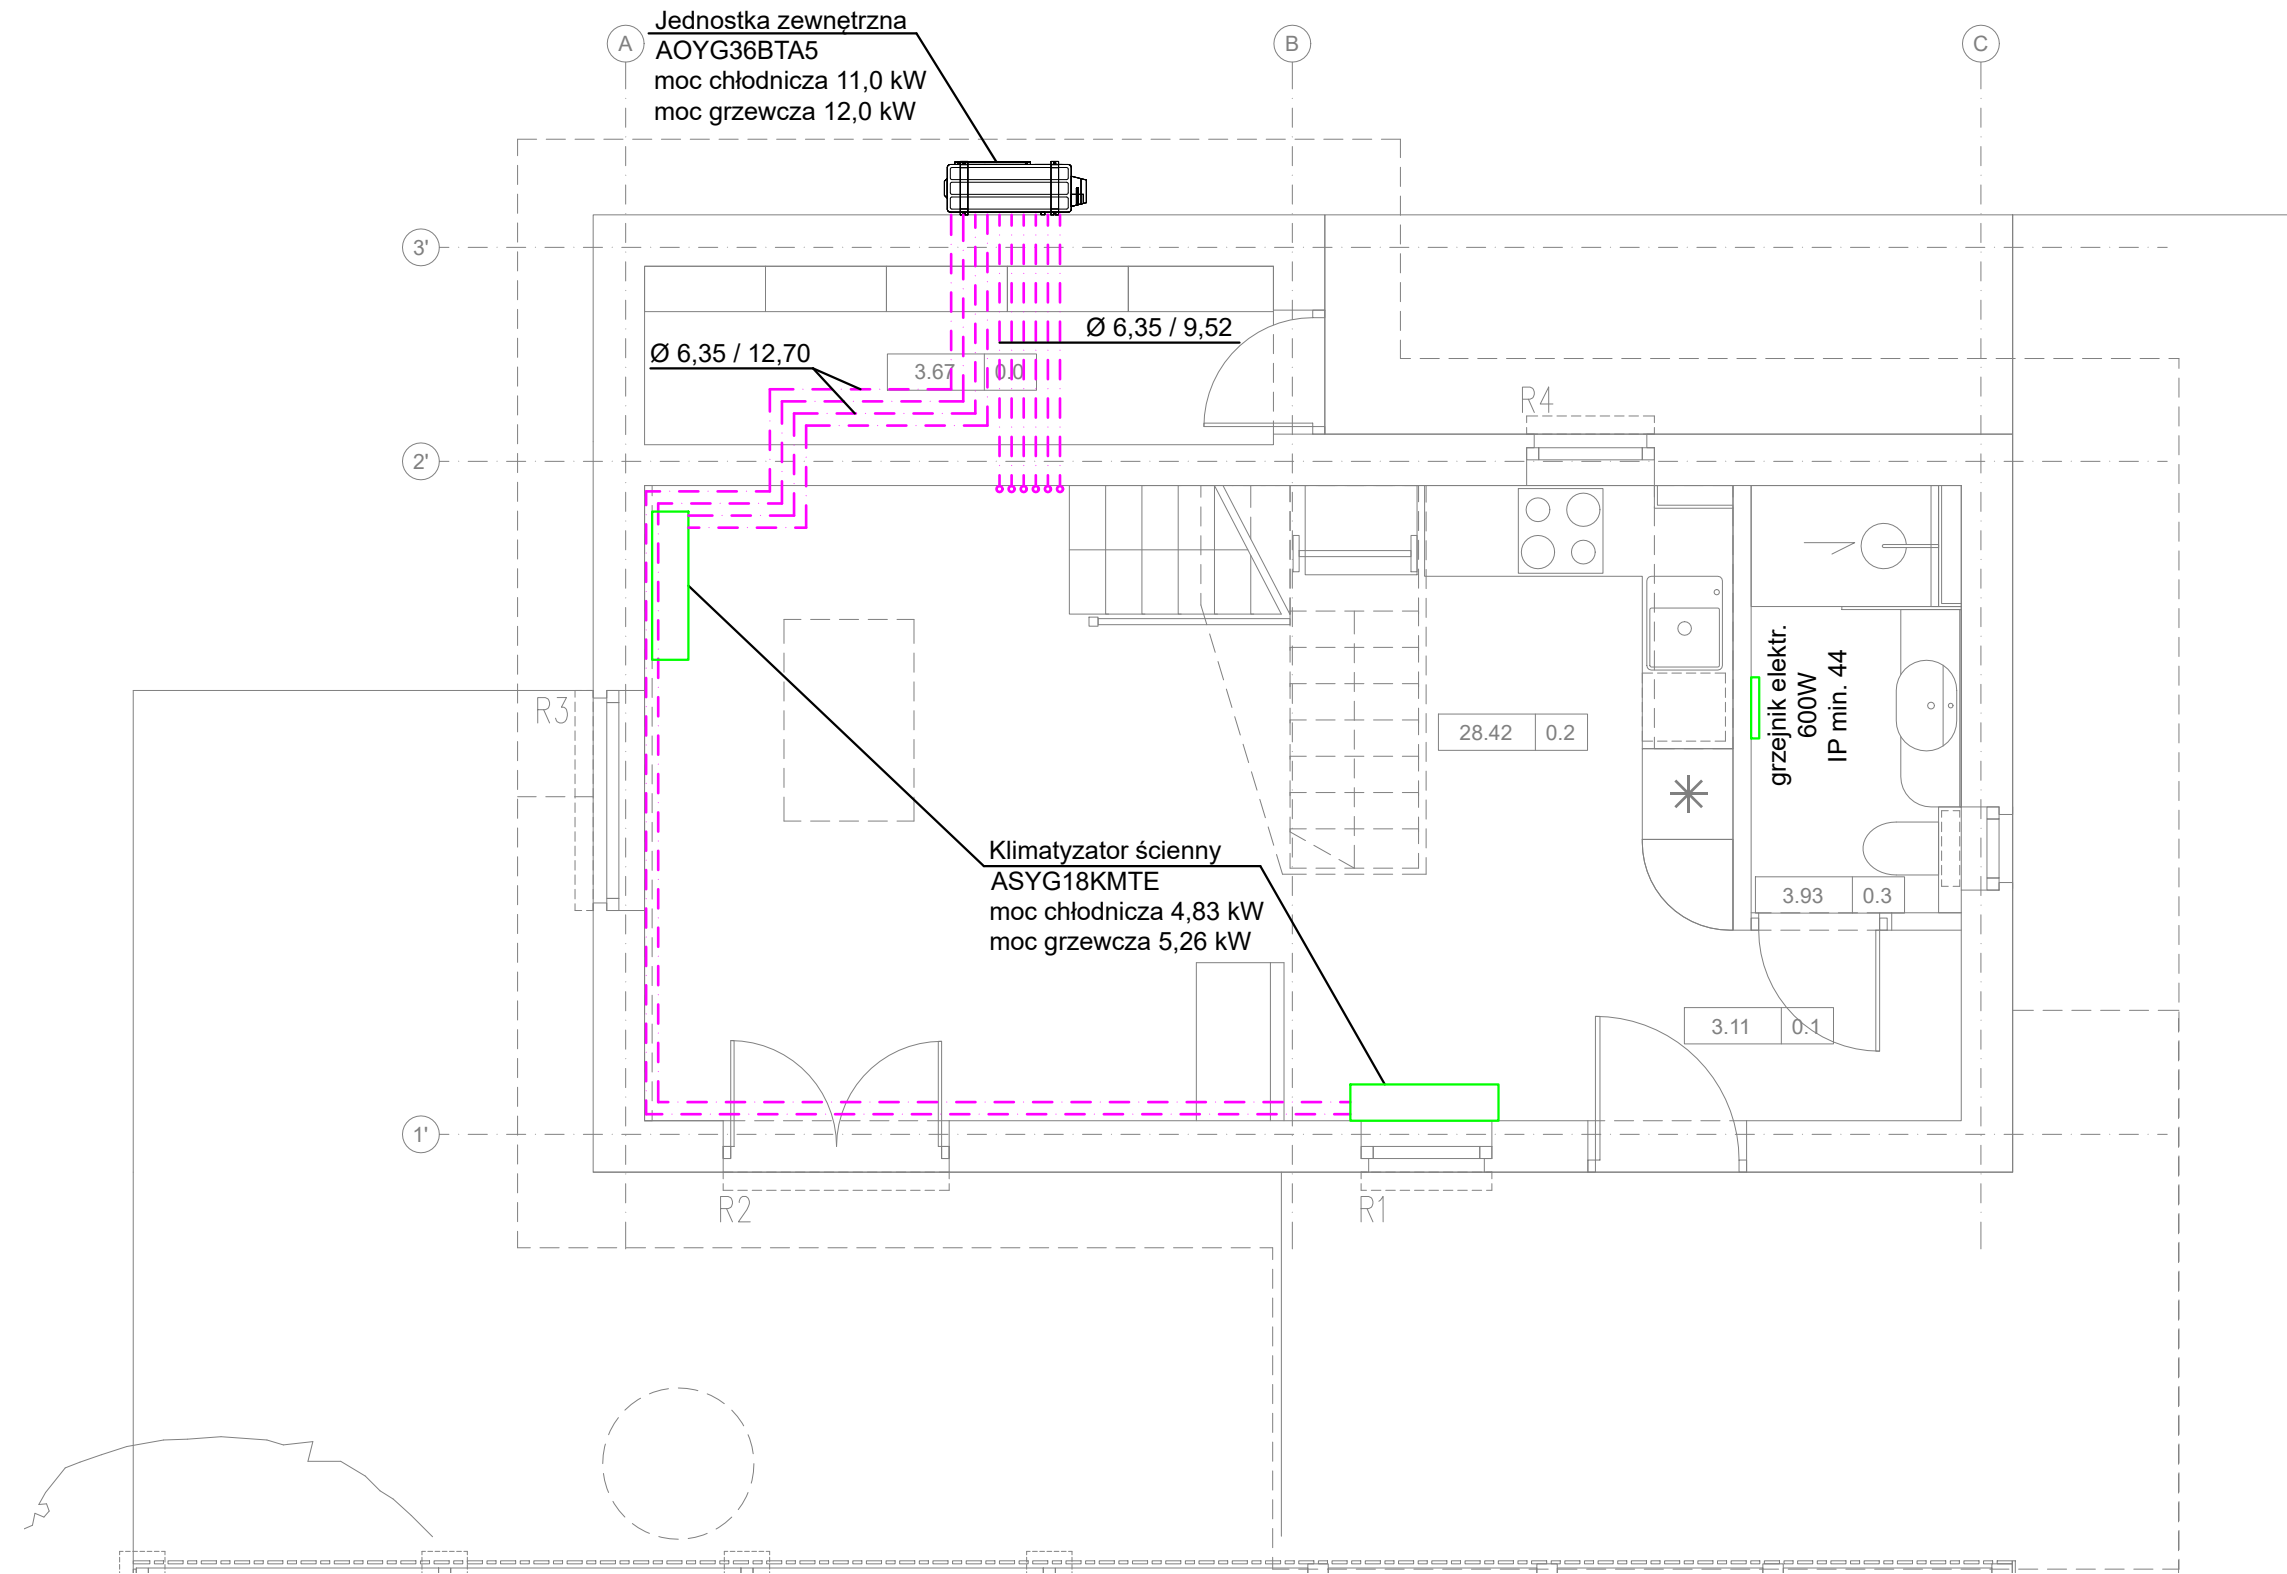 Jednostka zewnętrzna
AOYG36BTA5
moc chłodnicza 11,0 kW
moc grzewcza 12,0 kW
A
B
C
3'
Ø 6,35 / 9,52
Ø 6,35 / 12,70
3.67 0.0
R4
2'
grzejnik elektr.
600W
IP min. 44
R3
28.42 0.2
Klimatyzator ścienny
ASYG18KMTE
moc chłodnicza 4,83 kW
moc grzewcza 5,26 kW
3.93 0.3
3.11 0.1
1'
R2
R1